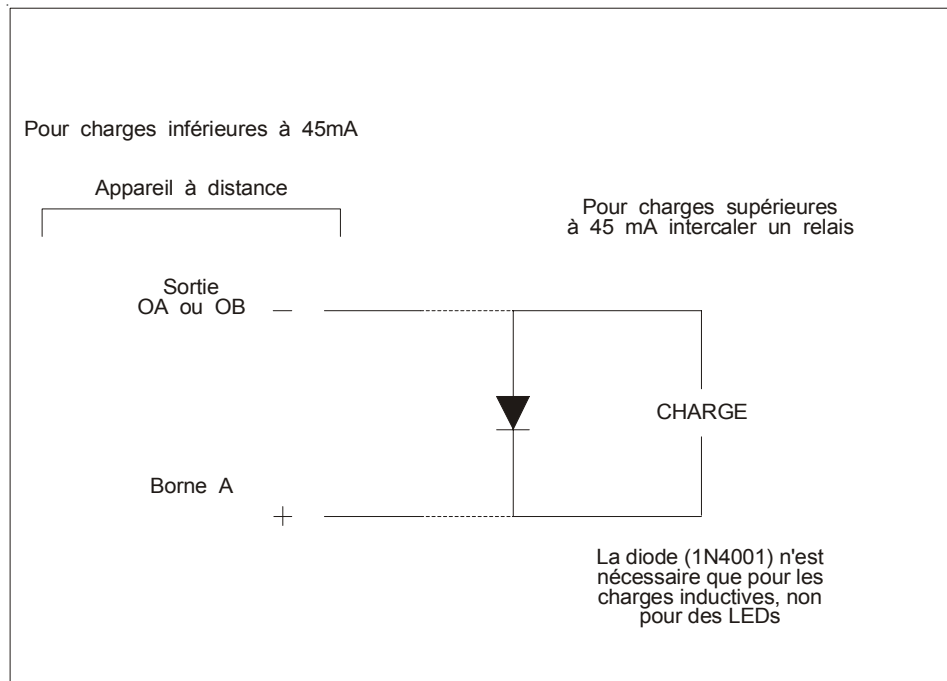 Pour charges inférieures à 45mA
Appareil à distance
Pour charges supérieures
à 45 mA intercaler un relais
Sortie
OA ou OB
—
CHARGE
Borne A
+
La diode (1N4001) n'est
nécessaire que pour les
charges inductives, non
pour des LEDs